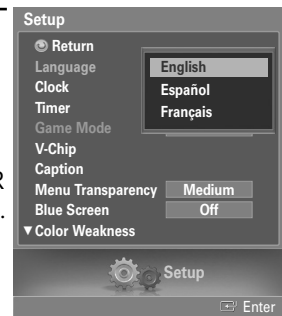 Setup
Return
Language
English
Clock
Español
Timer
Français
Game Mode
V-Chip
Caption
R
Menu Transparency Medium
.
Blue Screen Off
▼Color Weakness
Setup
Enter